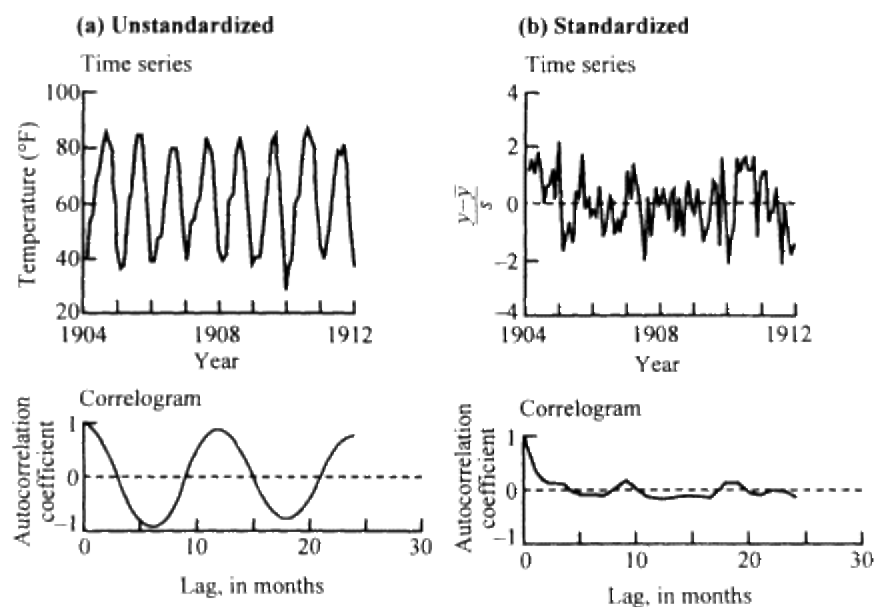 (a) Unstandardized
Time series
Temperature (°F)
100
80
60
40
20
1904
1908
1912
Year
Correlogram
Autocorrelation
coefficient
1
0
−1
0
10
20
30
Lag, in months
(b) Standardized
Time series
y−y̅
s
4
2
0
−2
−4
1904
1908
1912
Year
Correlogram
Autocorrelation
coefficient
1
0
−1
0
10
20
30
Lag, in months